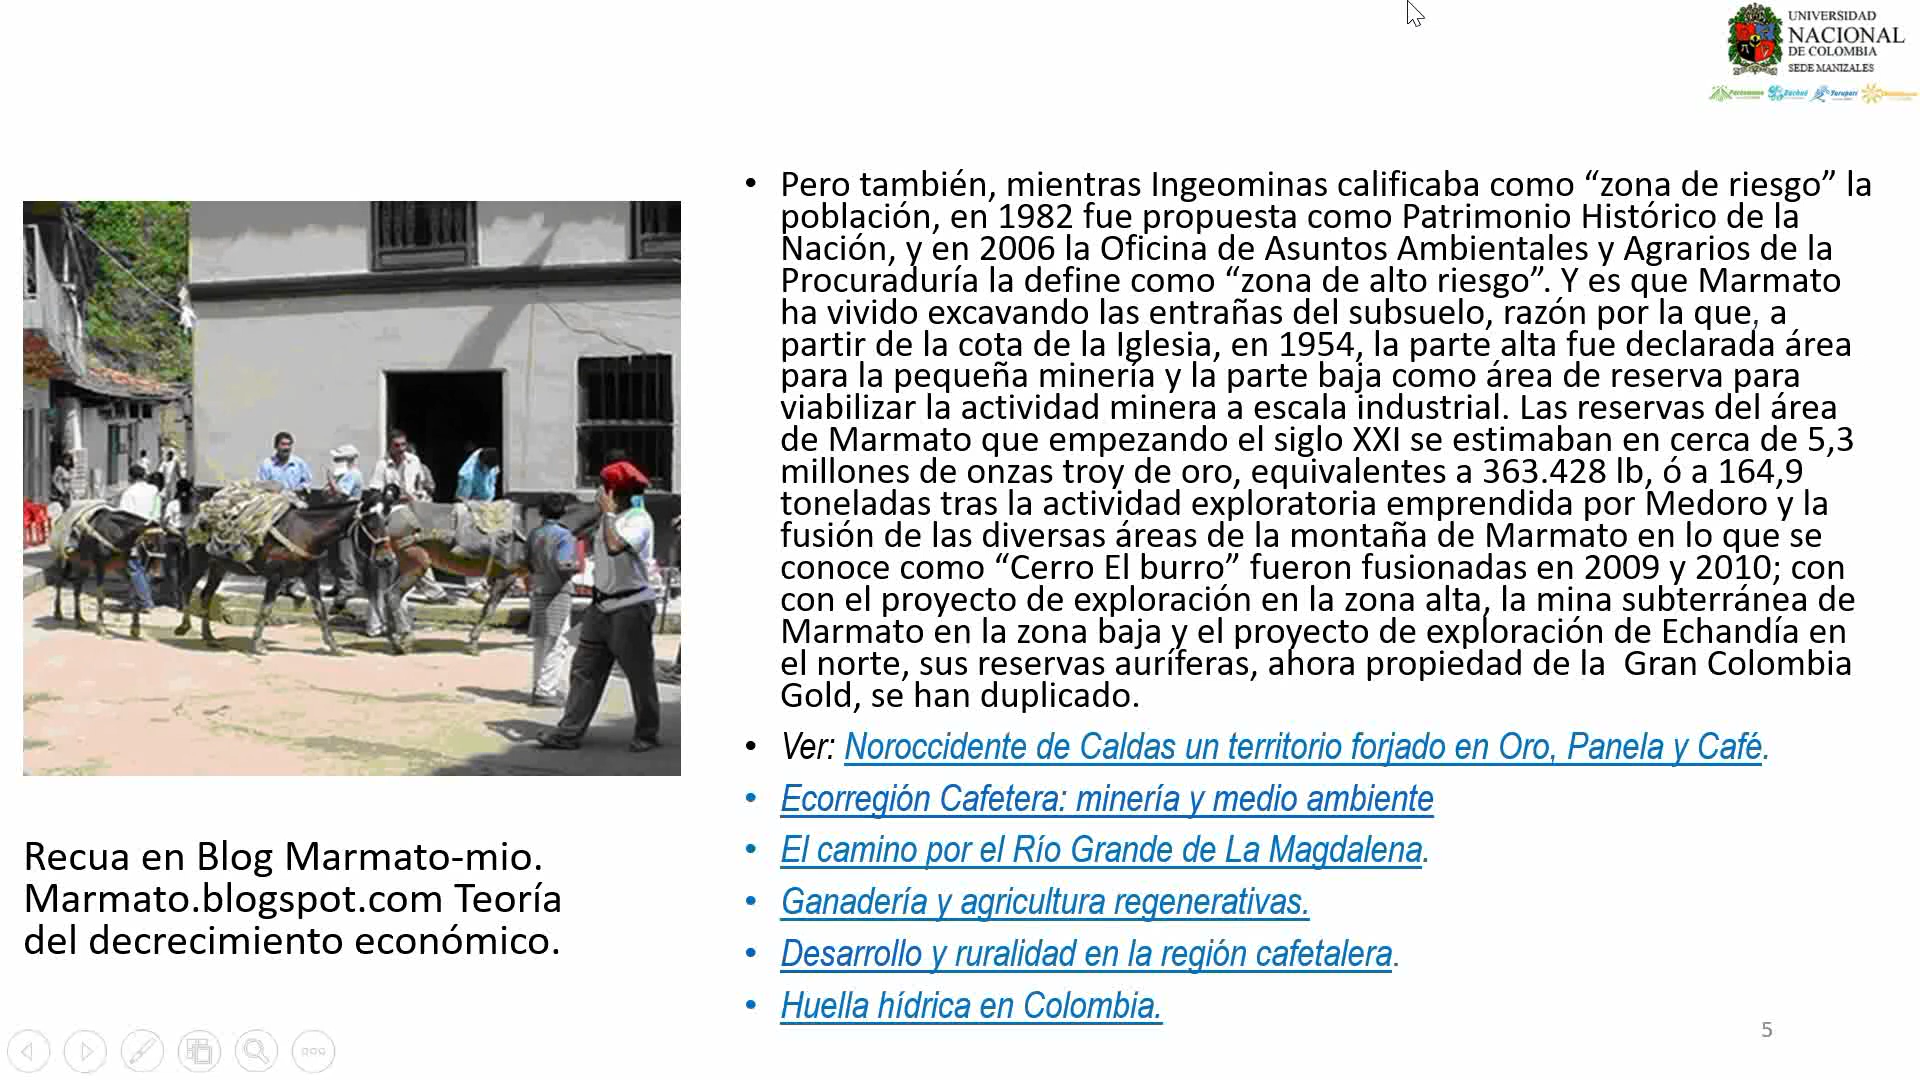 UNIVERSIDAD
NACIONAL
DE COLOMBIA
SEDE MANIZALES
• Pero también, mientras Ingeominas calificaba como “zona de riesgo” la
población, en 1982 fue propuesta como Patrimonio Histórico de la
Nación, y en 2006 la Oficina de Asuntos Ambientales y Agrarios de la
Procuraduría la define como “zona de alto riesgo”. Y es que Marmato
ha vivido excavando las entrañas del subsuelo, razón por la que, a
partir de la cota de la Iglesia, en 1954, la parte alta fue declarada área
para la pequeña minería y la parte baja como área de reserva para
viabilizar la actividad minera a escala industrial. Las reservas del área
de Marmato que empezando el siglo XXI se estimaban en cerca de 5,3
millones de onzas troy de oro, equivalentes a 363.428 lb, ó a 164,9
toneladas tras la actividad exploratoria emprendida por Medoro y la
fusión de las diversas áreas de la montaña de Marmato en lo que se
conoce como “Cerro El burro” fueron fusionadas en 2009 y 2010; con
con el proyecto de exploración en la zona alta, la mina subterránea de
Marmato en la zona baja y el proyecto de exploración de Echandía en
el norte, sus reservas auríferas, ahora propiedad de la  Gran Colombia
Gold, se han duplicado.
• Ver: Noroccidente de Caldas un territorio forjado en Oro, Panela y Café.
• Ecorregión Cafetera: minería y medio ambiente
• El camino por el Río Grande de La Magdalena.
• Ganadería y agricultura regenerativas.
• Desarrollo y ruralidad en la región cafetalera.
• Huella hídrica en Colombia.
Recua en Blog Marmato-mio.
Marmato.blogspot.com Teoría
del decrecimiento económico.
5